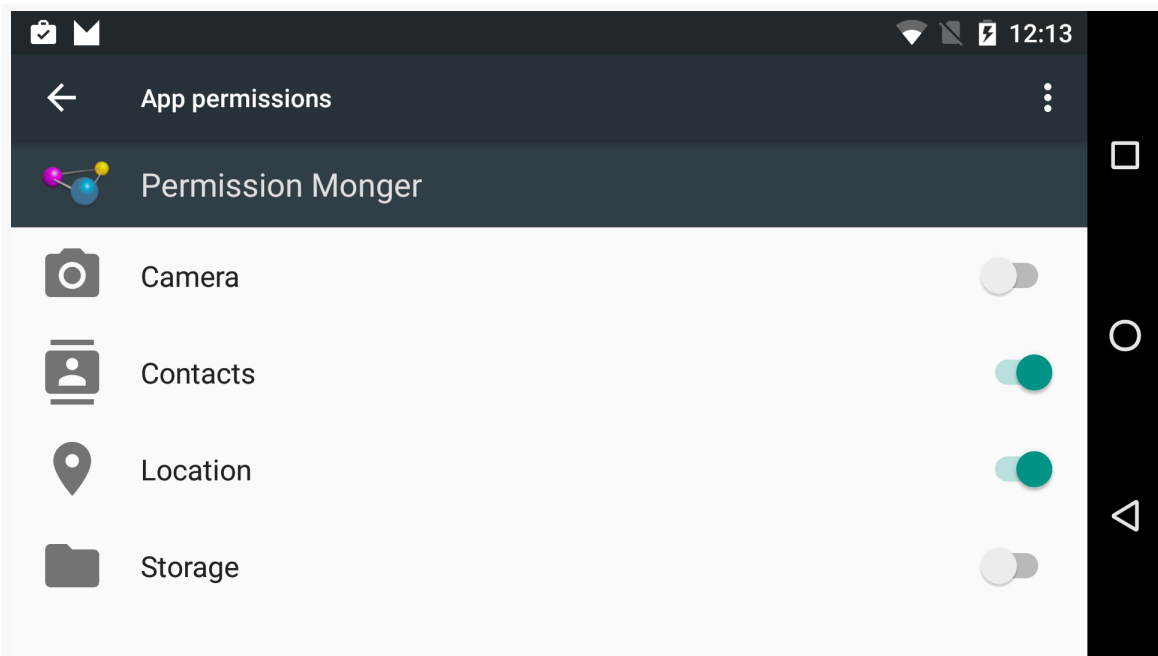 12:13
App permissions
Permission Monger
Camera
Contacts
Location
Storage